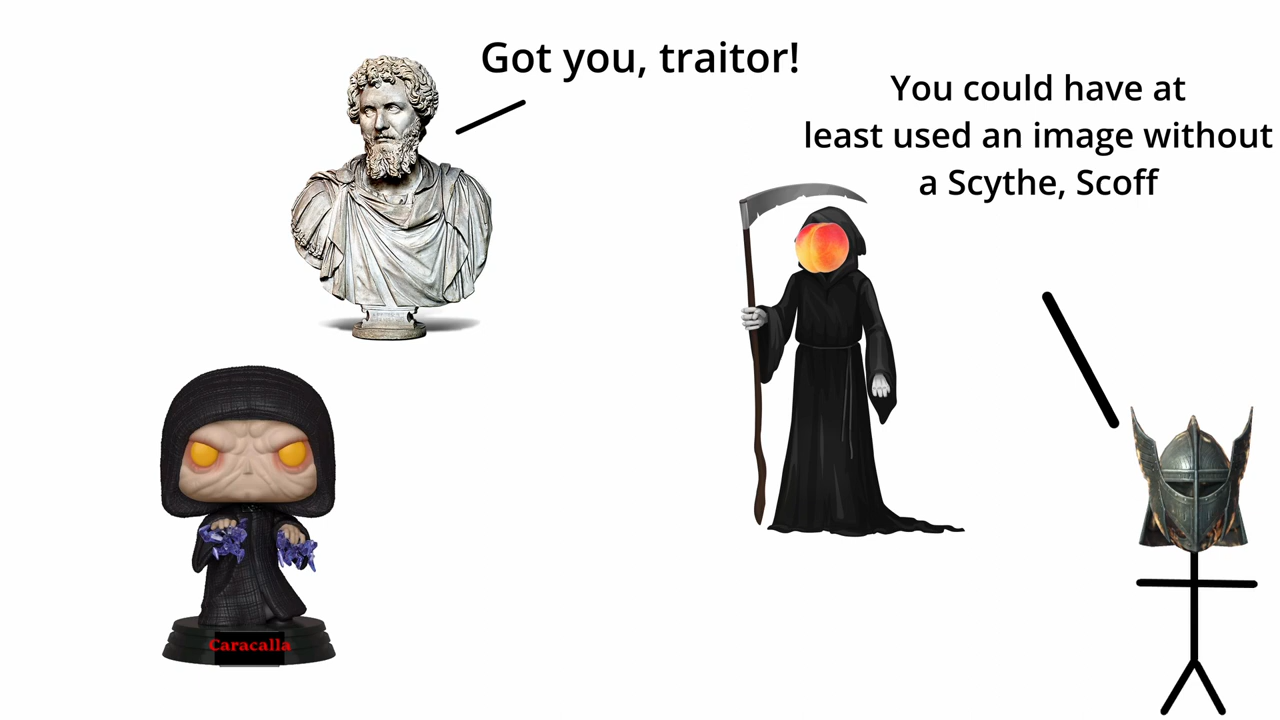 Got you, traitor!
You could have at
least used an image without
a Scythe, Scoff
Caracalla